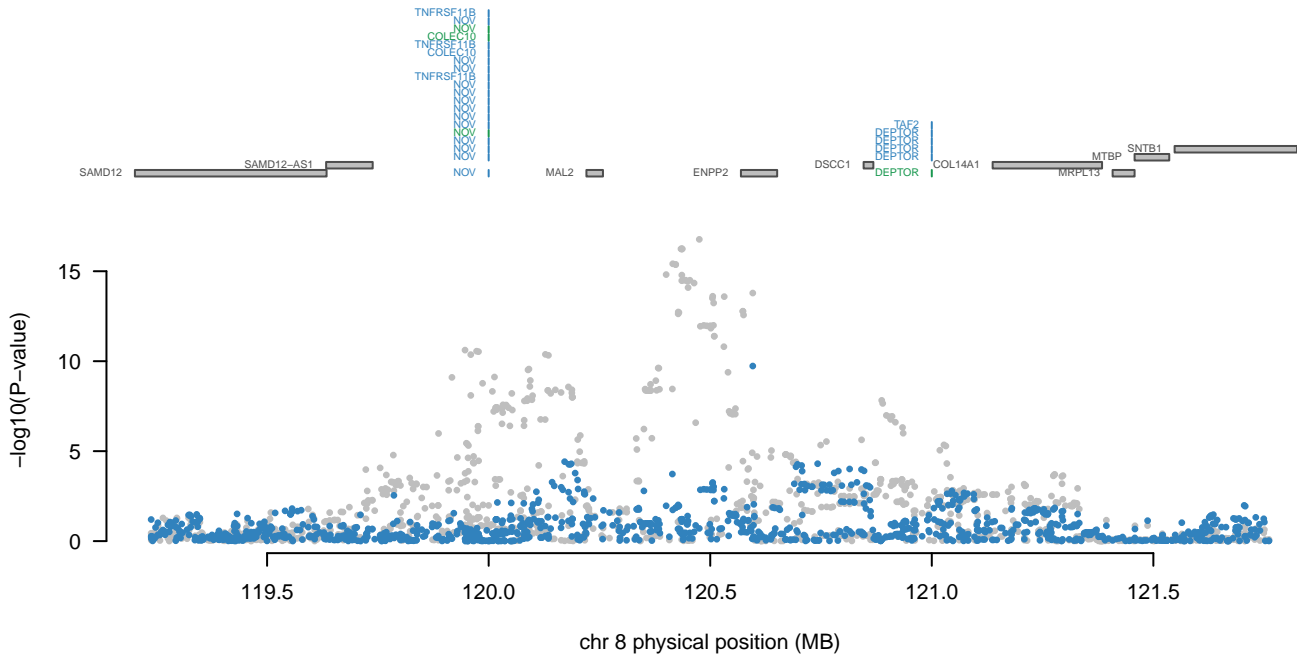 TNFRSF11B
NOV
NOV
COLEC10
TNFRSF11B
COLEC10
NOV
NOV
TNFRSF11B
NOV
NOV
NOV
NOV
NOV
NOV TAF2
NOV DEPTOR
NOV DEPTOR
NOV DEPTOR SNTB1
NOV DEPTOR MTBP
SAMD12-AS1 DSCC1 COL14A1
SAMD12 NOV MAL2 ENPP2 DEPTOR MRPL13
−log10(P−value)
15
10
5
0
119.5 120.0 120.5 121.0 121.5
chr 8 physical position (MB)